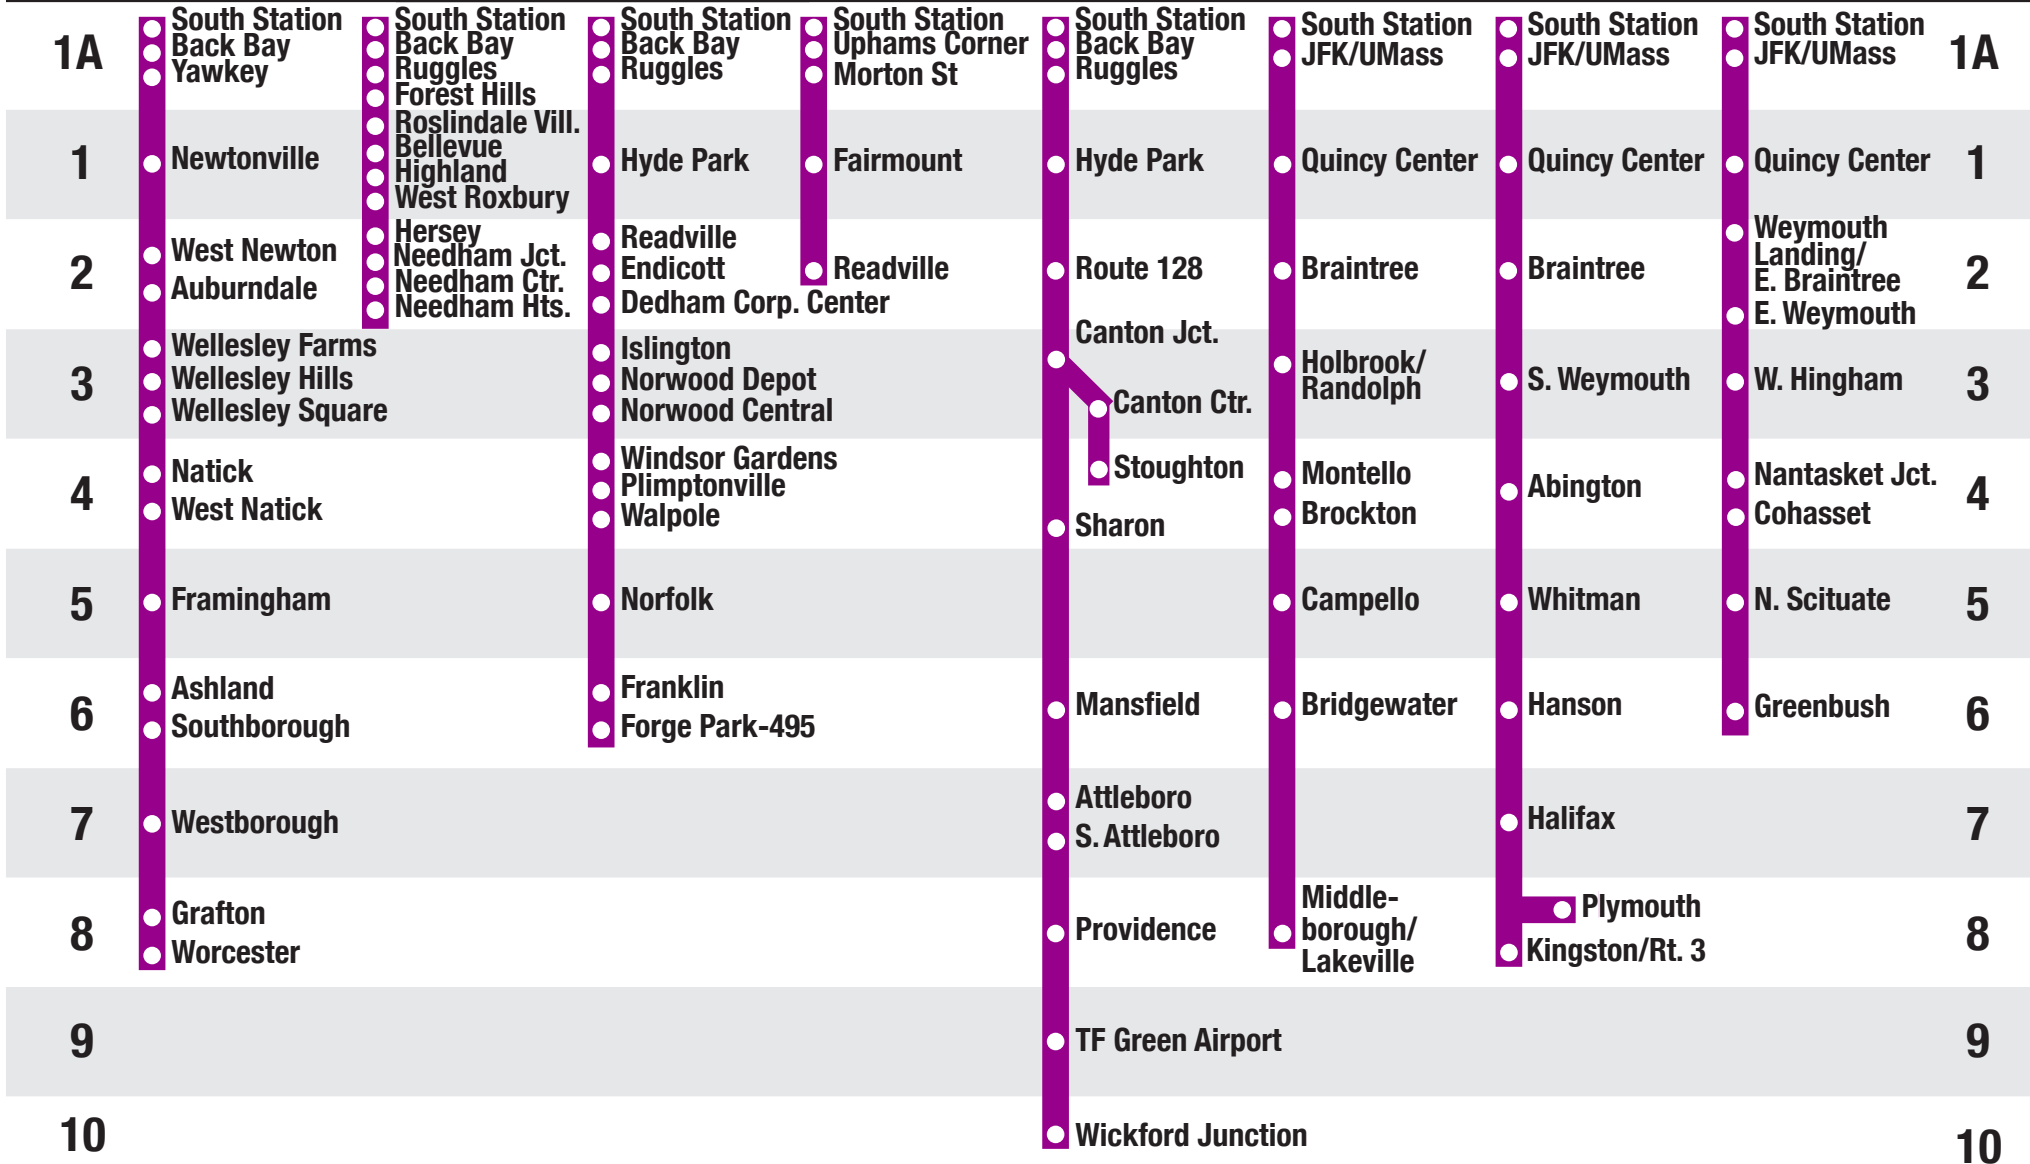 1A
South Station
Back Bay
Yawkey
South Station
Back Bay
Ruggles
Forest Hills
South Station
Back Bay
Ruggles
South Station
Uphams Corner
Morton St
South Station
Back Bay
Ruggles
South Station
JFK/UMass
South Station
JFK/UMass
South Station
JFK/UMass
1A
1
Newtonville
Roslindale Vill.
Bellevue
Highland
West Roxbury
Hyde Park
Fairmount
Hyde Park
Quincy Center
Quincy Center
Quincy Center
1
2
West Newton
Auburndale
Hersey
Needham Jct.
Needham Ctr.
Needham Hts.
Readville
Endicott
Dedham Corp. Center
Readville
Route 128
Braintree
Braintree
Weymouth
Landing/
E. Braintree
E. Weymouth
2
3
Wellesley Farms
Wellesley Hills
Wellesley Square
Islington
Norwood Depot
Norwood Central
Canton Jct.
Canton Ctr.
Holbrook/
Randolph
S. Weymouth
W. Hingham
3
4
Natick
West Natick
Windsor Gardens
Plimptonville
Walpole
Stoughton
Sharon
Montello
Brockton
Abington
Nantasket Jct.
Cohasset
4
5
Framingham
Norfolk
Campello
Whitman
N. Scituate
5
6
Ashland
Southborough
Franklin
Forge Park-495
Mansfield
Bridgewater
Hanson
Greenbush
6
7
Westborough
Attleboro
S. Attleboro
Halifax
7
8
Grafton
Worcester
Providence
Middle-
borough/
Lakeville
Plymouth
Kingston/Rt. 3
8
9
TF Green Airport
9
10
Wickford Junction
10